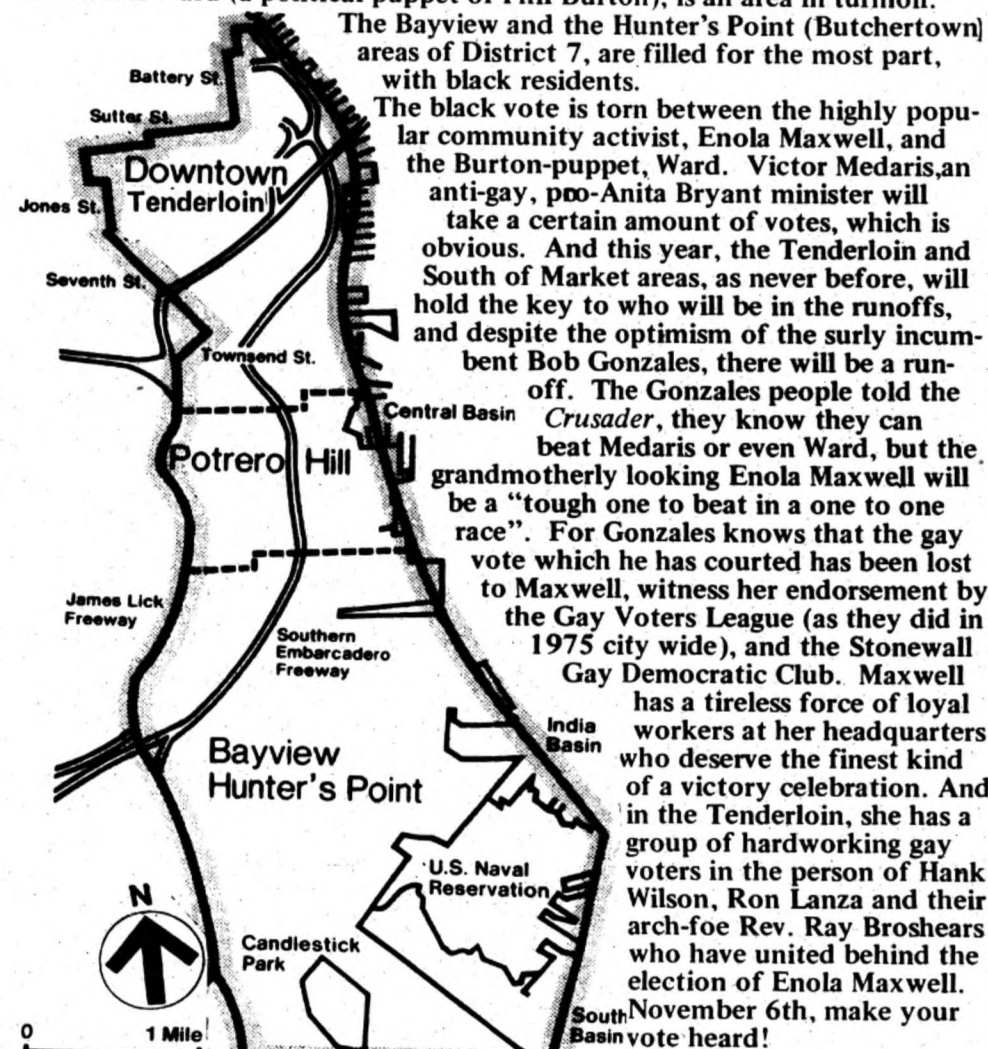 (a political puppet of Phil Burton), is an area in turmoil.
The Bayview and the Hunter's Point (Butchertown)
areas of District 7, are filled for the most part,
with black residents.
The black vote is torn between the highly popu-
lar community activist, Enola Maxwell, and
the Burton-puppet, Ward. Victor Medaris,an
anti-gay, poo-Anita Bryant minister will
take a certain amount of votes, which is
obvious. And this year, the Tenderloin and
South of Market areas, as never before, will
hold the key to who will be in the runoffs,
and despite the optimism of the surly incum-
bent Bob Gonzales, there will be a run-
off. The Gonzales people told the
Crusader, they know they can
beat Medaris or even Ward, but the
grandmotherly looking Enola Maxwell will
be a "tough one to beat in a one to one
race". For Gonzales knows that the gay
vote which he has courted has been lost
to Maxwell, witness her endorsement by
the Gay Voters League (as they did in
1975 city wide), and the Stonewall
Gay Democratic Club. Maxwell
has a tireless force of loyal
workers at her headquarters
who deserve the finest kind
of a victory celebration. And
in the Tenderloin, she has a
group of hardworking gay
voters in the person of Hank
Wilson, Ron Lanza and their
arch-foe Rev. Ray Broshears
who have united behind the
election of Enola Maxwell.
November 6th, make your
vote heard!
Battery St.
Sutter St.
Downtown
Tenderloin
Jones St.
Seventh St.
Townsend St.
Central Basin
Potrero Hill
James Lick
Freeway
Southern
Embarcadero
Freeway
India
Basin
Bayview
Hunter's Point
U.S. Naval
Reservation
N
Candlestick
Park
South
Basin
0 1 Mile